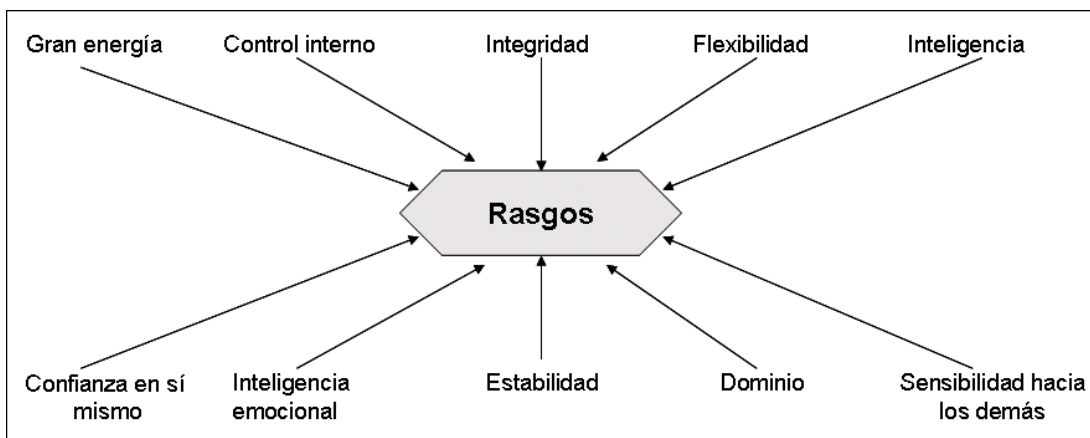 Gran energía
Control interno
Integridad
Flexibilidad
Inteligencia
Rasgos
Confianza en sí
mismo
Inteligencia
emocional
Estabilidad
Dominio
Sensibilidad hacia
los demás